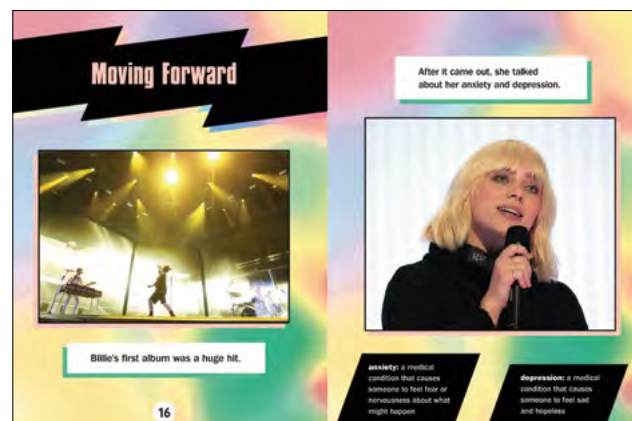 Moving Forward
Billie's first album was a huge hit.
16
After it came out, she talked
about her anxiety and depression.
anxiety: a medical
condition that causes
someone to feel fear or
nervousness about what
might happen
depression: a medical
condition that causes
someone to feel sad
and hopeless